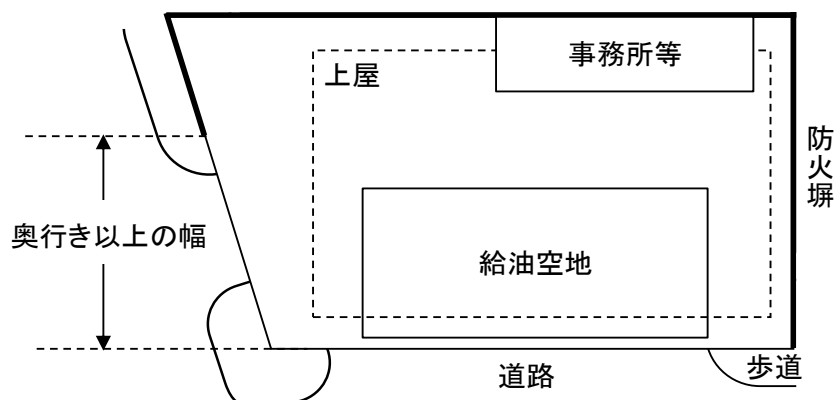 事務所等
上屋
防火塀
奥行き以上の幅
給油空地
道路
歩道